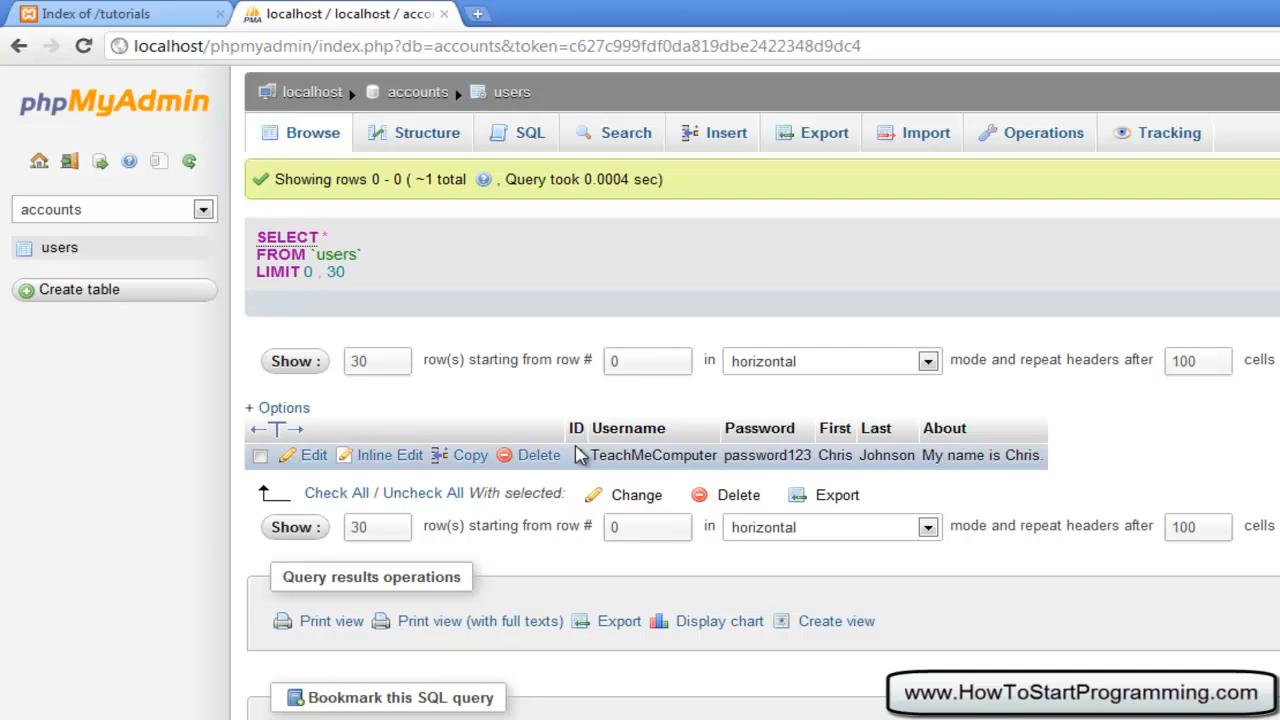 Index of /tutorials
localhost / localhost / acco
localhost/phpmyadmin/index.php?db=accounts&token=c627c999fdf0da819dbe2422348d9dc4
phpMyAdmin
accounts
users
Create table
localhost accounts users
Browse Structure SQL Search Insert Export Import Operations Tracking
Showing rows 0 - 0 ( ~1 total , Query took 0.0004 sec)
SELECT *
FROM `users`
LIMIT 0 , 30
Show : 30 row(s) starting from row # 0 in horizontal mode and repeat headers after 100 cells
+ Options
←T→ ID Username Password First Last About
Edit Inline Edit Copy Delete TeachMeComputer password123 Chris Johnson My name is Chris.
Check All / Uncheck All With selected: Change Delete Export
Show : 30 row(s) starting from row # 0 in horizontal mode and repeat headers after 100 cells
Query results operations
Print view Print view (with full texts) Export Display chart Create view
Bookmark this SQL query
www.HowToStartProgramming.com